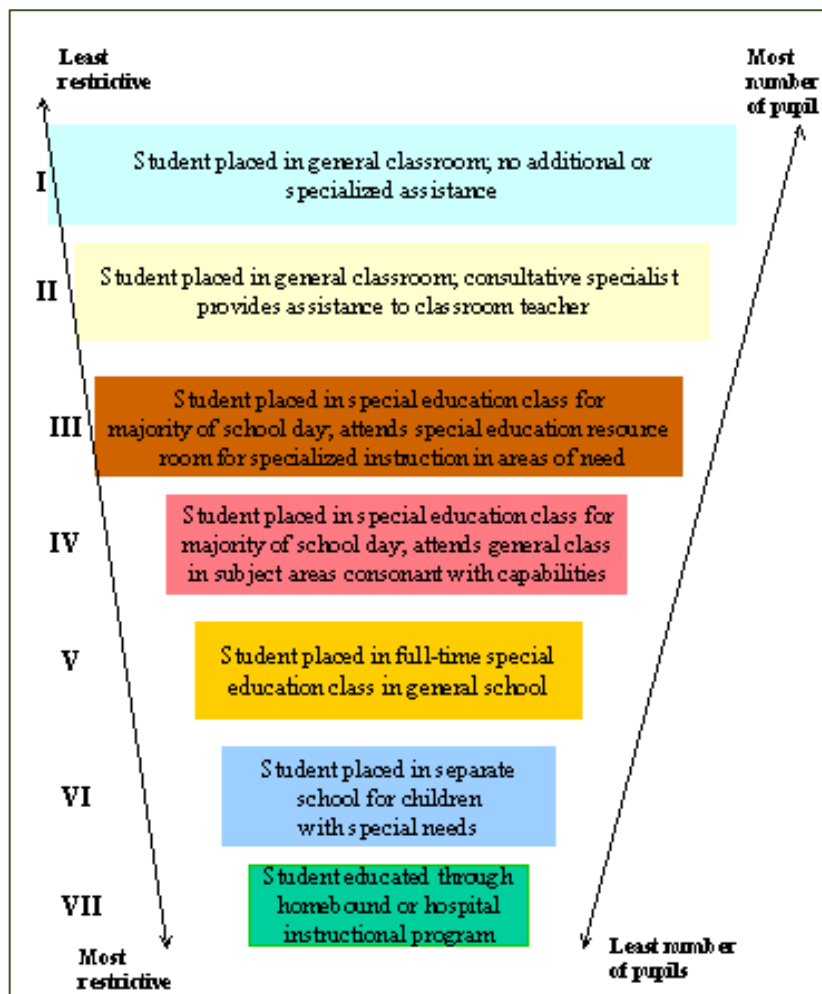 Least
restrictive
Most
number
of pupil
I
Student placed in general classroom; no additional or
specialized assistance
II
Student placed in general classroom; consultative specialist
provides assistance to classroom teacher
III
Student placed in special education class for
majority of school day; attends special education resource
room for specialized instruction in areas of need
IV
Student placed in special education class for
majority of school day; attends general class
in subject areas consonant with capabilities
V
Student placed in full-time special
education class in general school
VI
Student placed in separate
school for children
with special needs
VII
Student educated through
homebound or hospital
instructional program
Most
restrictive
Least number
of pupils